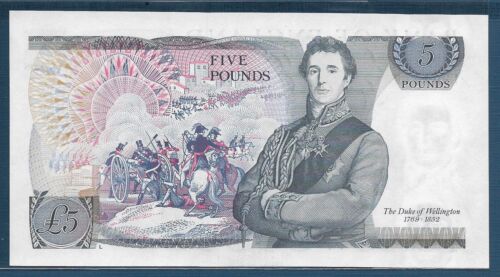 FIVE
POUNDS
5
POUNDS
£5
The Duke of Wellington
1769-1852
L